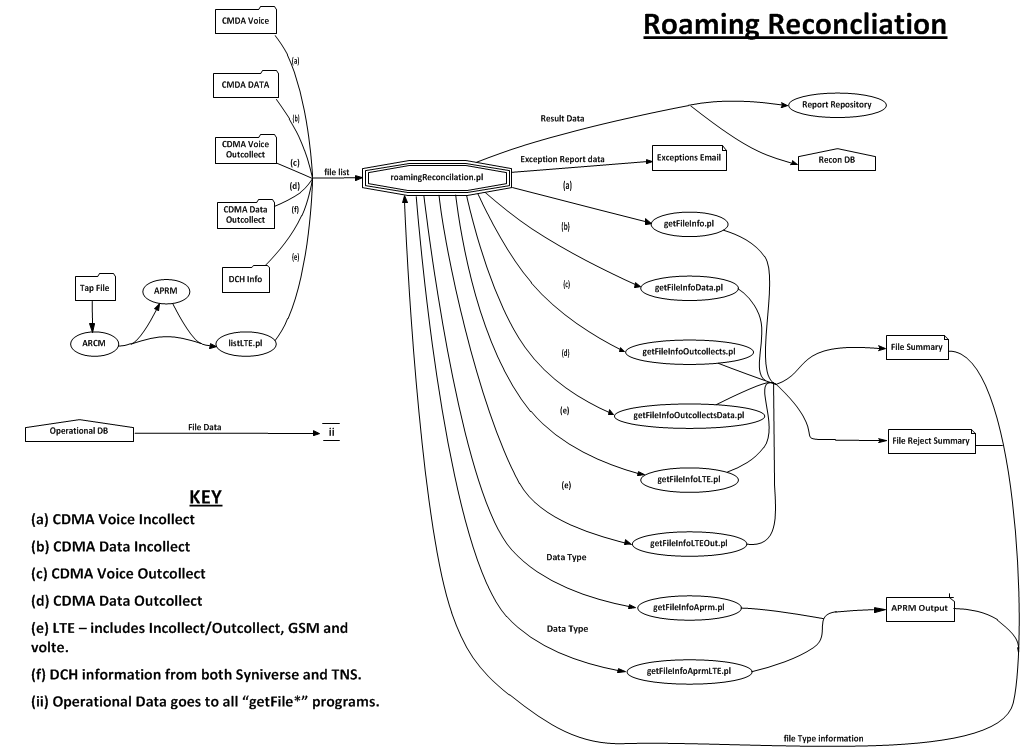 Roaming Reconcliation
CMDA Voice
(a)
CMDA DATA
(b)
CDMA Voice
Outcollect
(c)
(d)
CDMA Data
Outcollect
(f)
(e)
DCH Info
file list
Tap File
APRM
ARCM
listLTE.pl
roamingReconcilation.pl
Result Data
Report Repository
Recon DB
Exception Report data
Exceptions Email
(a)
getFileInfo.pl
(b)
getFileInfoData.pl
(c)
getFileInfoOutcollects.pl
(d)
getFileInfoOutcollectsData.pl
(e)
getFileInfoLTE.pl
(e)
getFileInfoLTEOut.pl
Data Type
getFileInfoAprm.pl
Data Type
getFileInfoAprmLTE.pl
File Summary
File Reject Summary
APRM Output
file Type information
Operational DB
File Data
ii
KEY
(a) CDMA Voice Incollect
(b) CDMA Data Incollect
(c) CDMA Voice Outcollect
(d) CDMA Data Outcollect
(e) LTE – includes Incollect/Outcollect, GSM and
volte.
(f) DCH information from both Syniverse and TNS.
(ii) Operational Data goes to all “getFile*” programs.